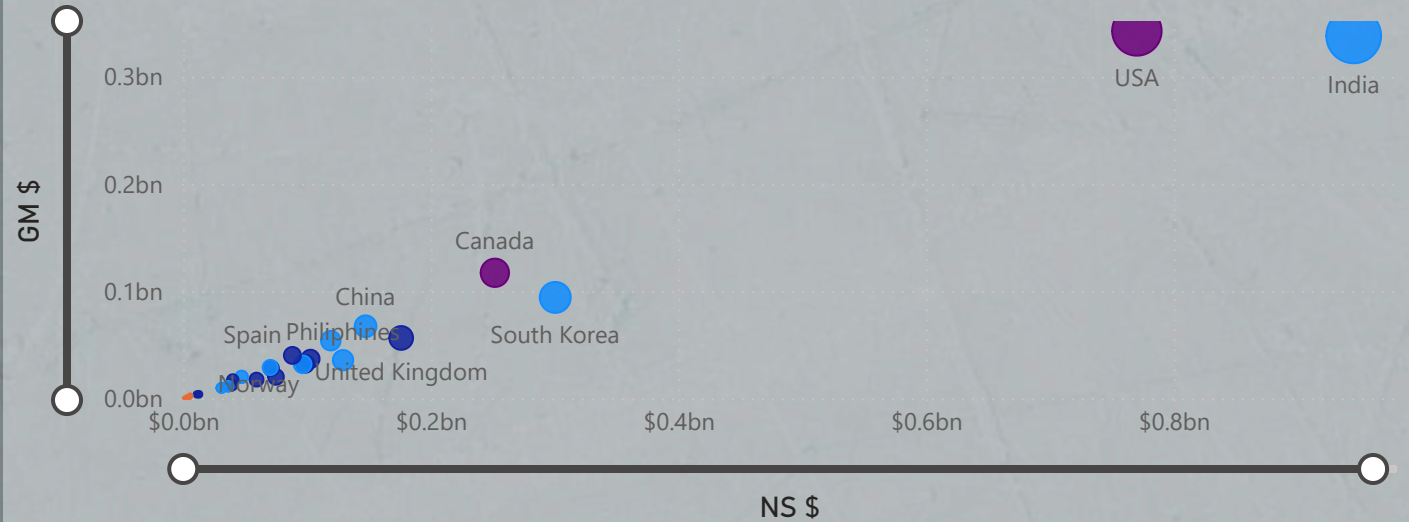 GM $
0.3bn
0.2bn
0.1bn
0.0bn
USA
India
Canada
South Korea
China
Spain
Philiphines
United Kingdom
Norway
$0.0bn
$0.2bn
$0.4bn
$0.6bn
$0.8bn
NS $